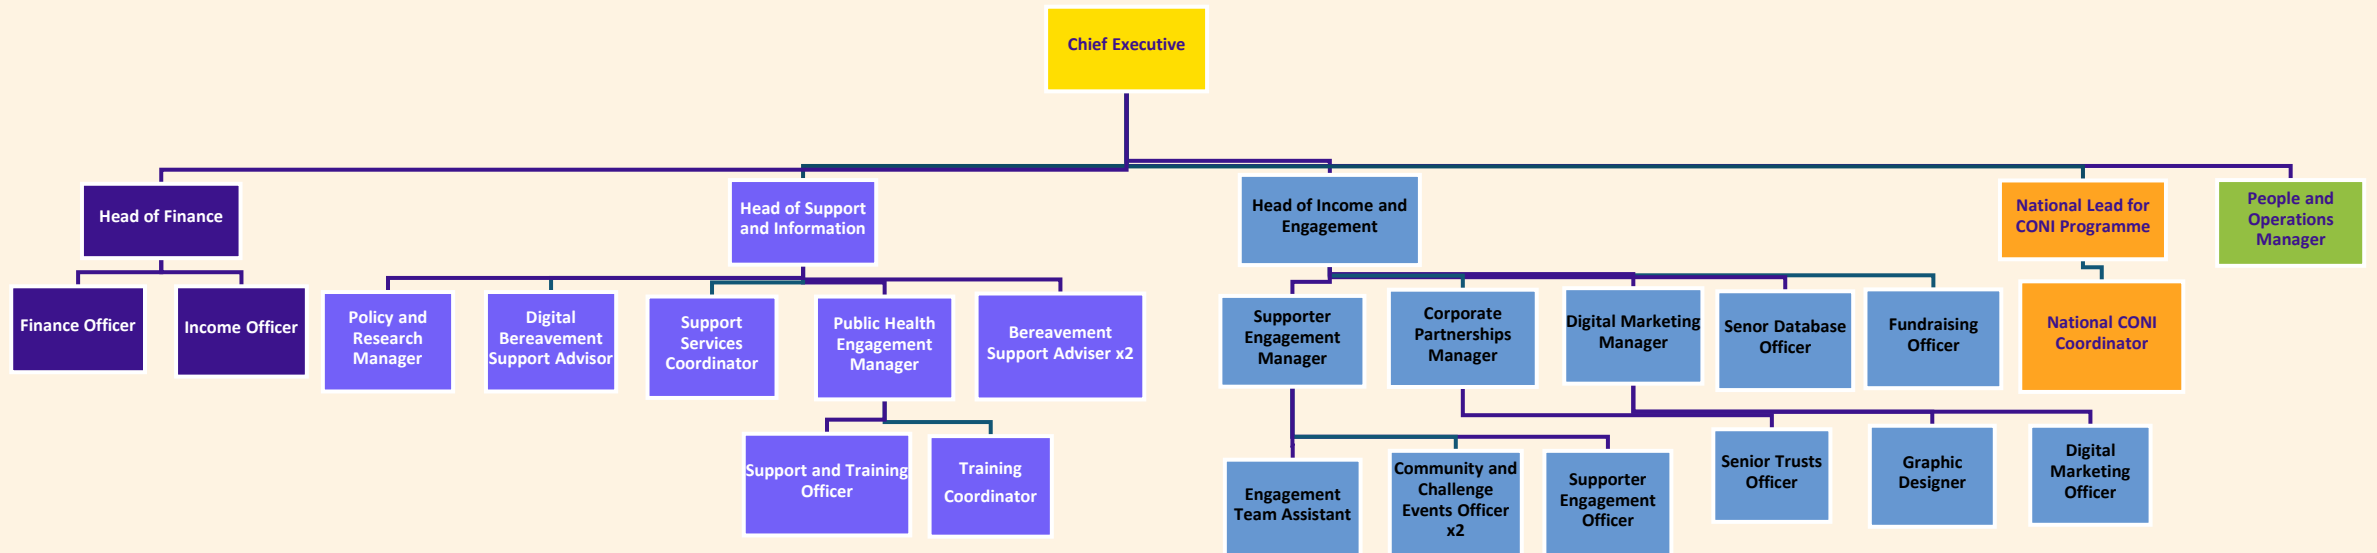 Chief Executive
Head of Finance
Head of Support
and Information
Head of Income and
Engagement
National Lead for
CONI Programme
People and
Operations
Manager
Finance Officer
Income Officer
Policy and
Research
Manager
Digital
Bereavement
Support Advisor
Support
Services
Coordinator
Public Health
Engagement
Manager
Bereavement
Support Adviser x2
Supporter
Engagement
Manager
Corporate
Partnerships
Manager
Digital Marketing
Manager
Senor Database
Officer
Fundraising
Officer
National CONI
Coordinator
Support and Training
Officer
Training
Coordinator
Engagement
Team Assistant
Community and
Challenge
Events Officer
x2
Supporter
Engagement
Officer
Senior Trusts
Officer
Graphic
Designer
Digital
Marketing
Officer